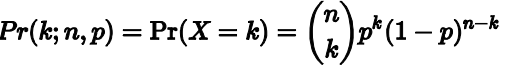 Pr(k; n, p) = Pr(X = k) = \binom{n}{k} p^k (1 − p)^{n−k}